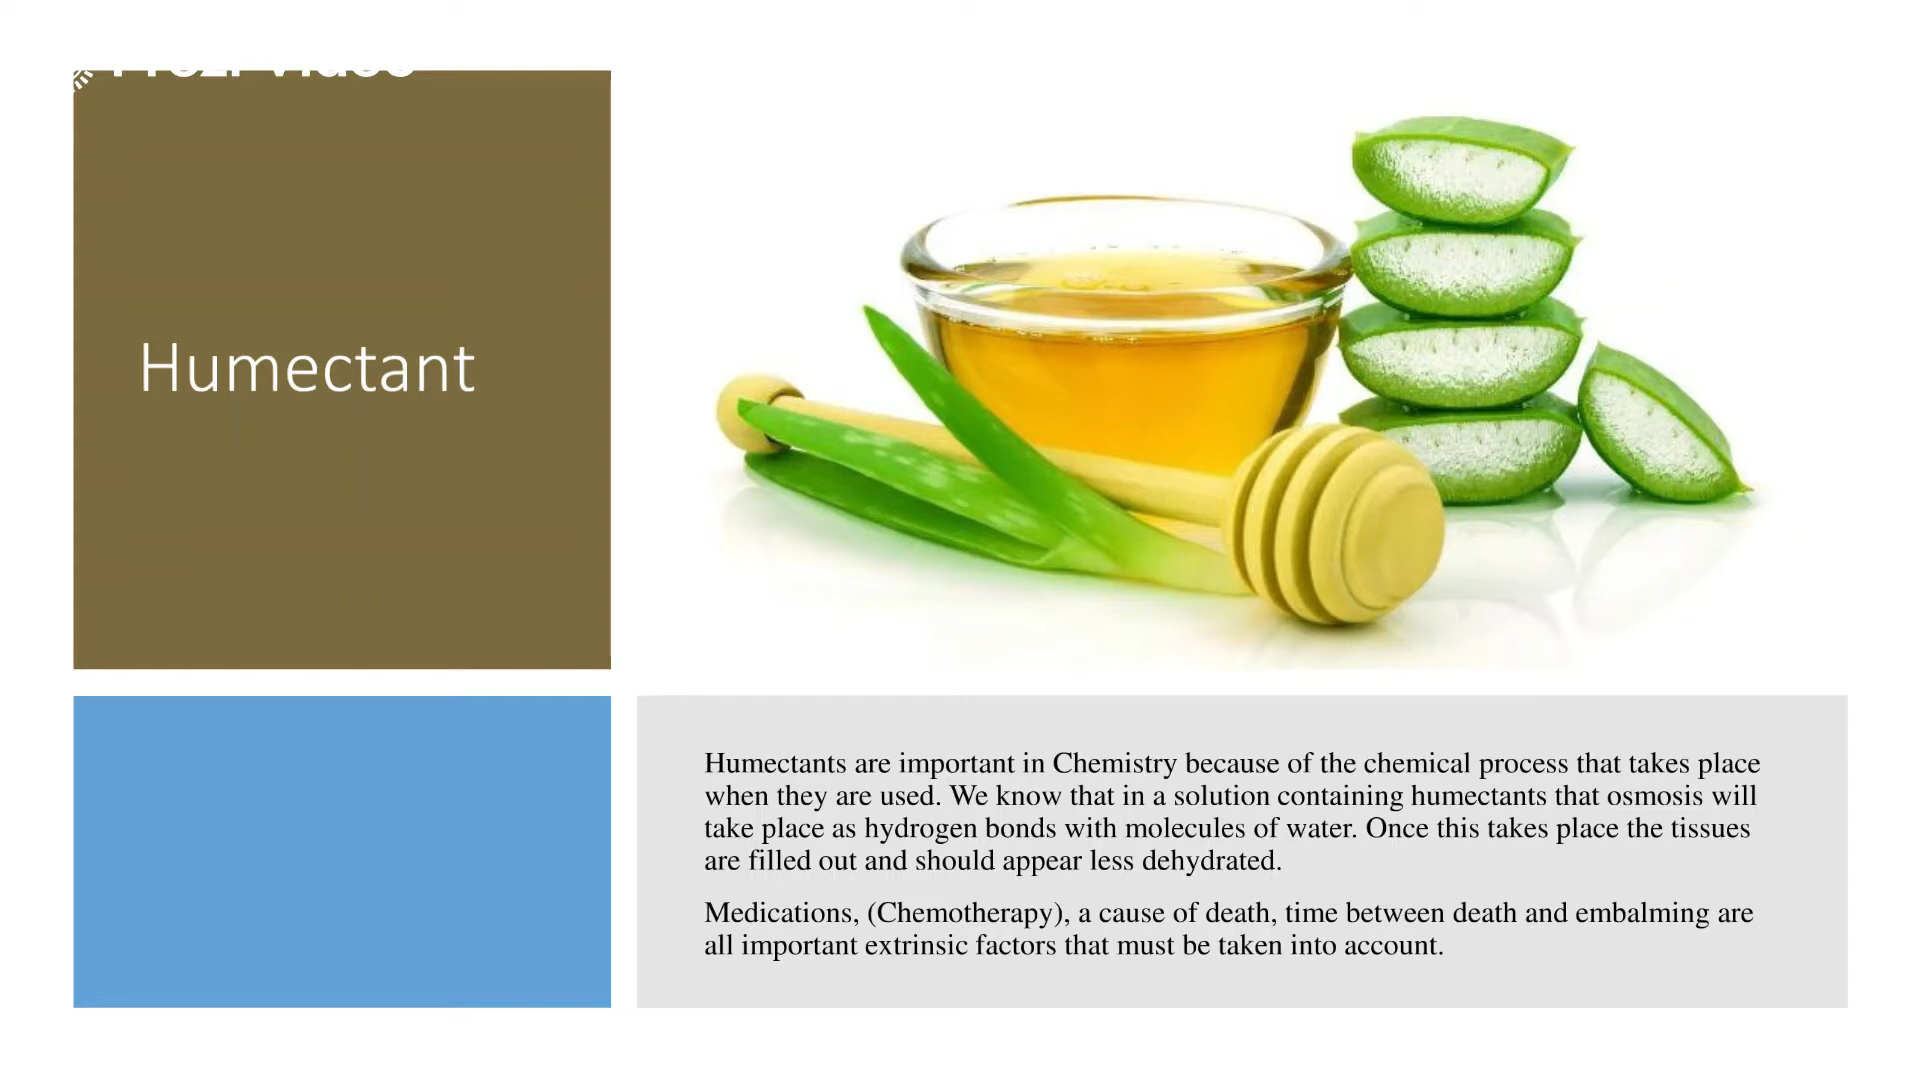 Prezi Video
Humectant
Humectants are important in Chemistry because of the chemical process that takes place
when they are used. We know that in a solution containing humectants that osmosis will
take place as hydrogen bonds with molecules of water. Once this takes place the tissues
are filled out and should appear less dehydrated.
Medications, (Chemotherapy), a cause of death, time between death and embalming are
all important extrinsic factors that must be taken into account.